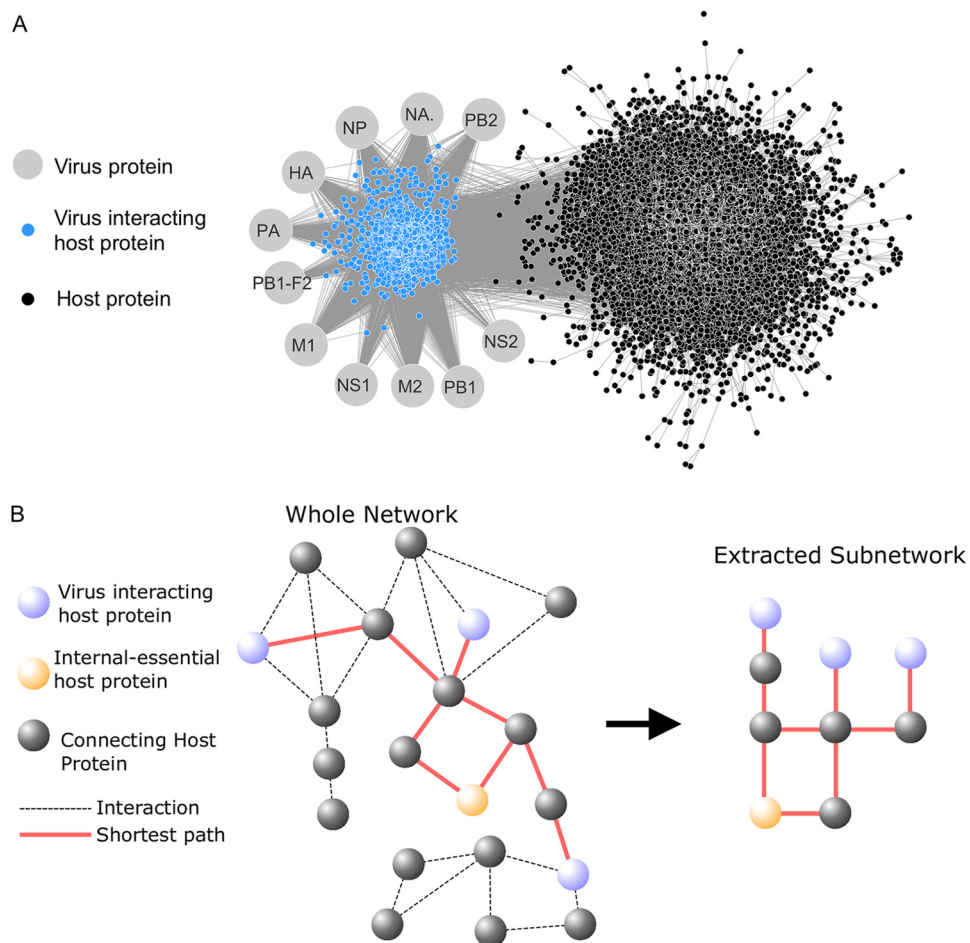 A
NA.
PB2
NP
HA
Virus protein
PA
Virus interacting
host protein
PB1-F2
Host protein
M1
NS2
NS1
M2
PB1
B
Whole Network
Extracted Subnetwork
Virus interacting
host protein
Internal-essential
host protein
Connecting Host
Protein
Interaction
Shortest path